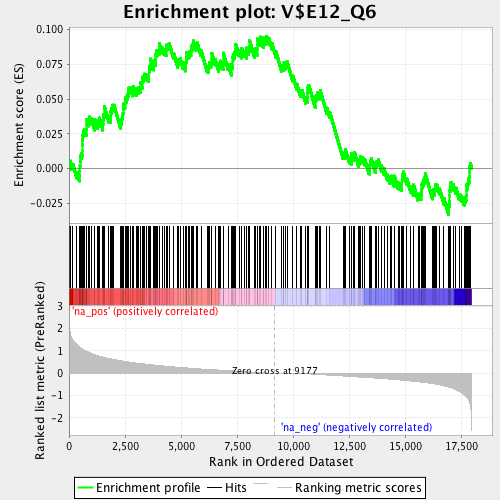 Enrichment plot: V$E12_Q6
Enrichment score (ES)
0.100
0.075
0.050
0.025
0.000
-0.025
'na_pos' (positively correlated)
Ranked list metric (PreRanked)
3
2
1
0
-1
-2
Zero cross at 9177
'na_neg' (negatively correlated)
0
2,500
5,000
7,500
10,000
12,500
15,000
17,500
Rank in Ordered Dataset
Enrichment profile
Hits
Ranking metric scores